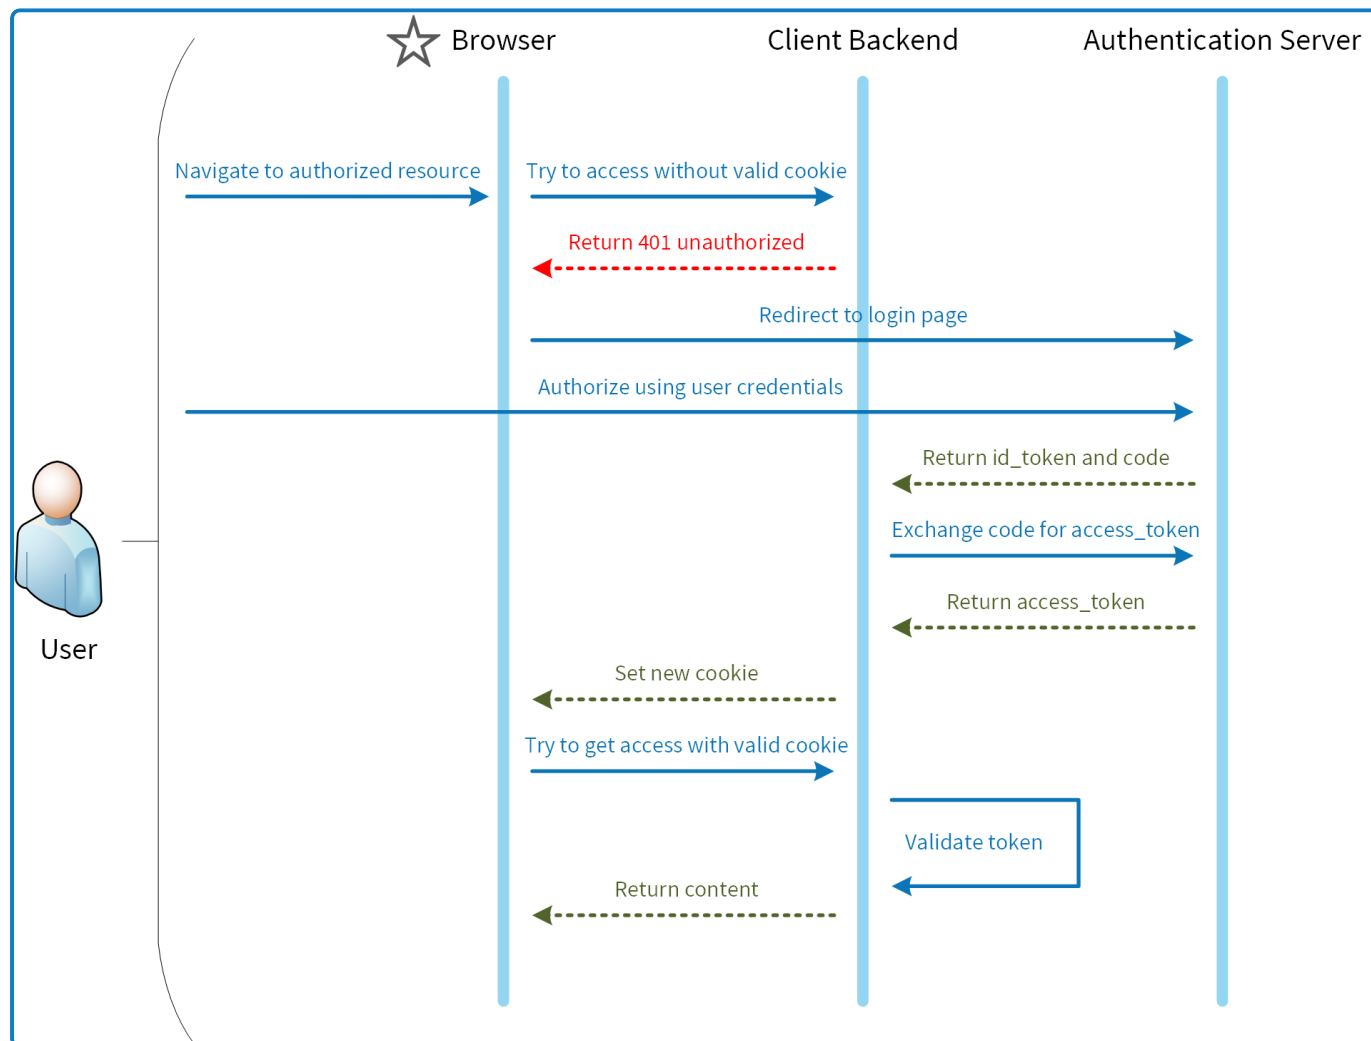 Browser
Client Backend
Authentication Server
Navigate to authorized resource
Try to access without valid cookie
Return 401 unauthorized
Redirect to login page
Authorize using user credentials
Return id_token and code
Exchange code for access_token
Return access_token
User
Set new cookie
Try to get access with valid cookie
Validate token
Return content